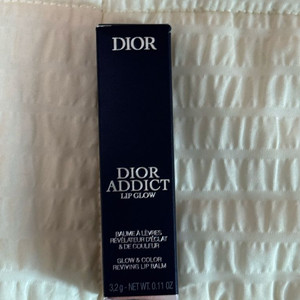 DIOR
DIOR
ADDICT
LIP GLOW
BAUME À LÈVRES
RÉVÉLATEUR D'ÉCLAT
& DE COULEUR
GLOW & COLOR
REVIVING LIP BALM
3,2 g - NET WT. 0.11 OZ